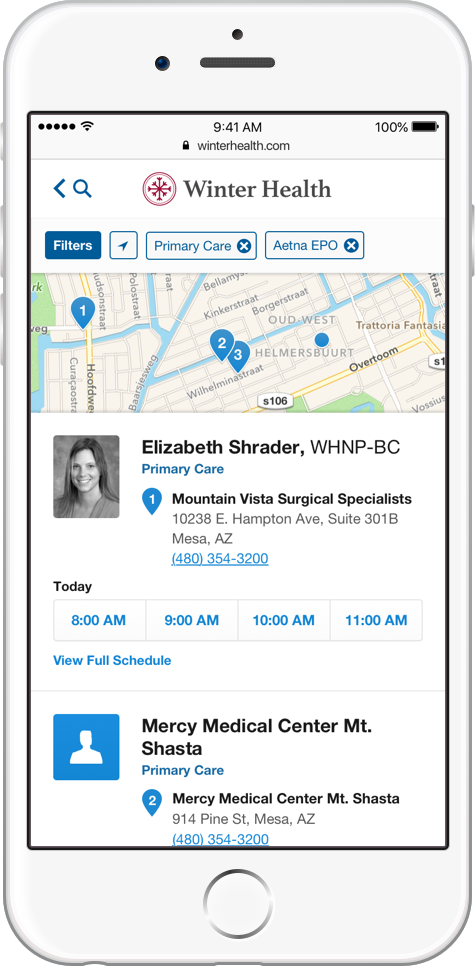 9:41 AM
100%
winterhealth.com
Winter Health
Filters
Primary Care
Aetna EPO
rk
udsonstraat
Polostraat
Bellamy
Kinkerstraat
Borgerstraat
OUD-WEST
Trattoria Fantasia
1
weg
2
3
HELMERSBUURT
Overtoom
s1
Curaçaostraat
Hoofdweg
Baarsjesweg
Wilhelminastraat
s106
Vossius
Elizabeth Shrader, WHNP-BC
Primary Care
1 Mountain Vista Surgical Specialists
10238 E. Hampton Ave, Suite 301B
Mesa, AZ
(480) 354-3200
Today
8:00 AM 9:00 AM 10:00 AM 11:00 AM
View Full Schedule
Mercy Medical Center Mt.
Shasta
Primary Care
2 Mercy Medical Center Mt. Shasta
914 Pine St, Mesa, AZ
(480) 354-3200